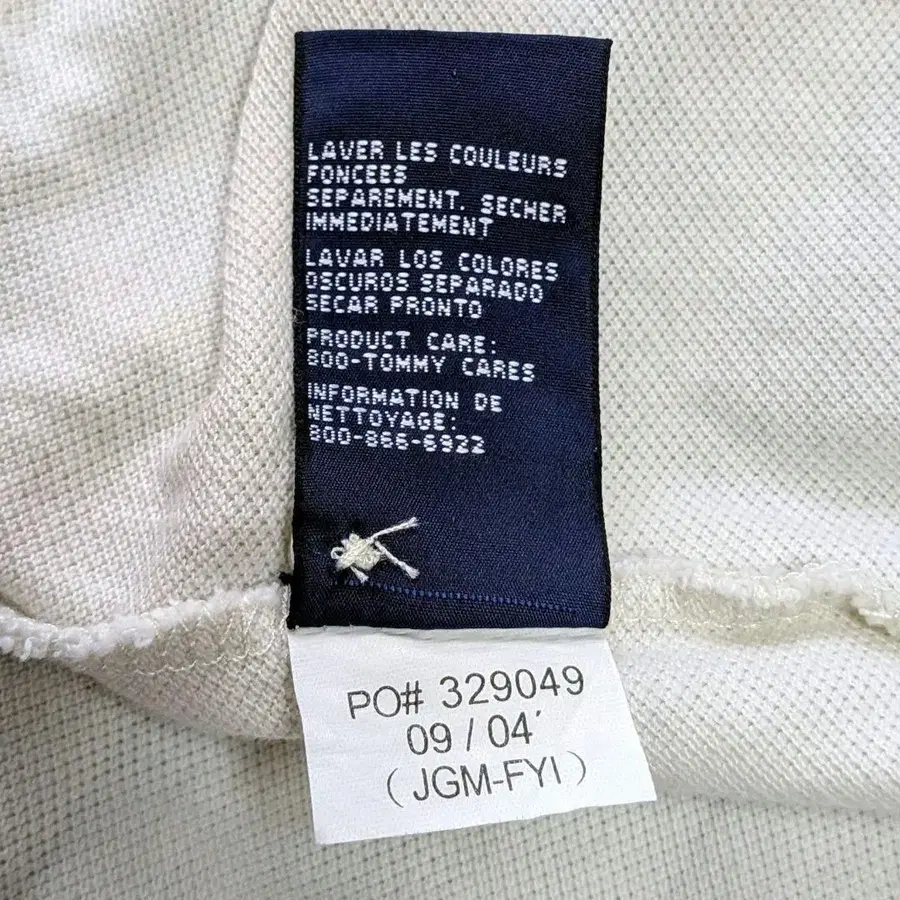 LAVER LES COULEURS
FONCEES
SEPAREMENT. SECHER
IMMEDIATEMENT
LAVAR LOS COLORES
OSCUROS SEPARADO
SECAR PRONTO
PRODUCT CARE:
800-TOMMY CARES
INFORMATION DE
NETTOYAGE:
800-866-6922
PO# 329049
09 / 04'
( JGM-FYI )